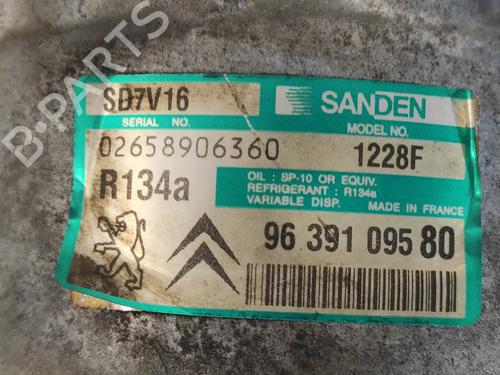 SD7V16
SANDEN
SERIAL NO.
MODEL NO.
02658906360
1228F
R134a
OIL : SP-10 OR EQUIV.
REFRIGERANT : R134a
VARIABLE DISP. MADE IN FRANCE
96 391 095 80
B-PARTS